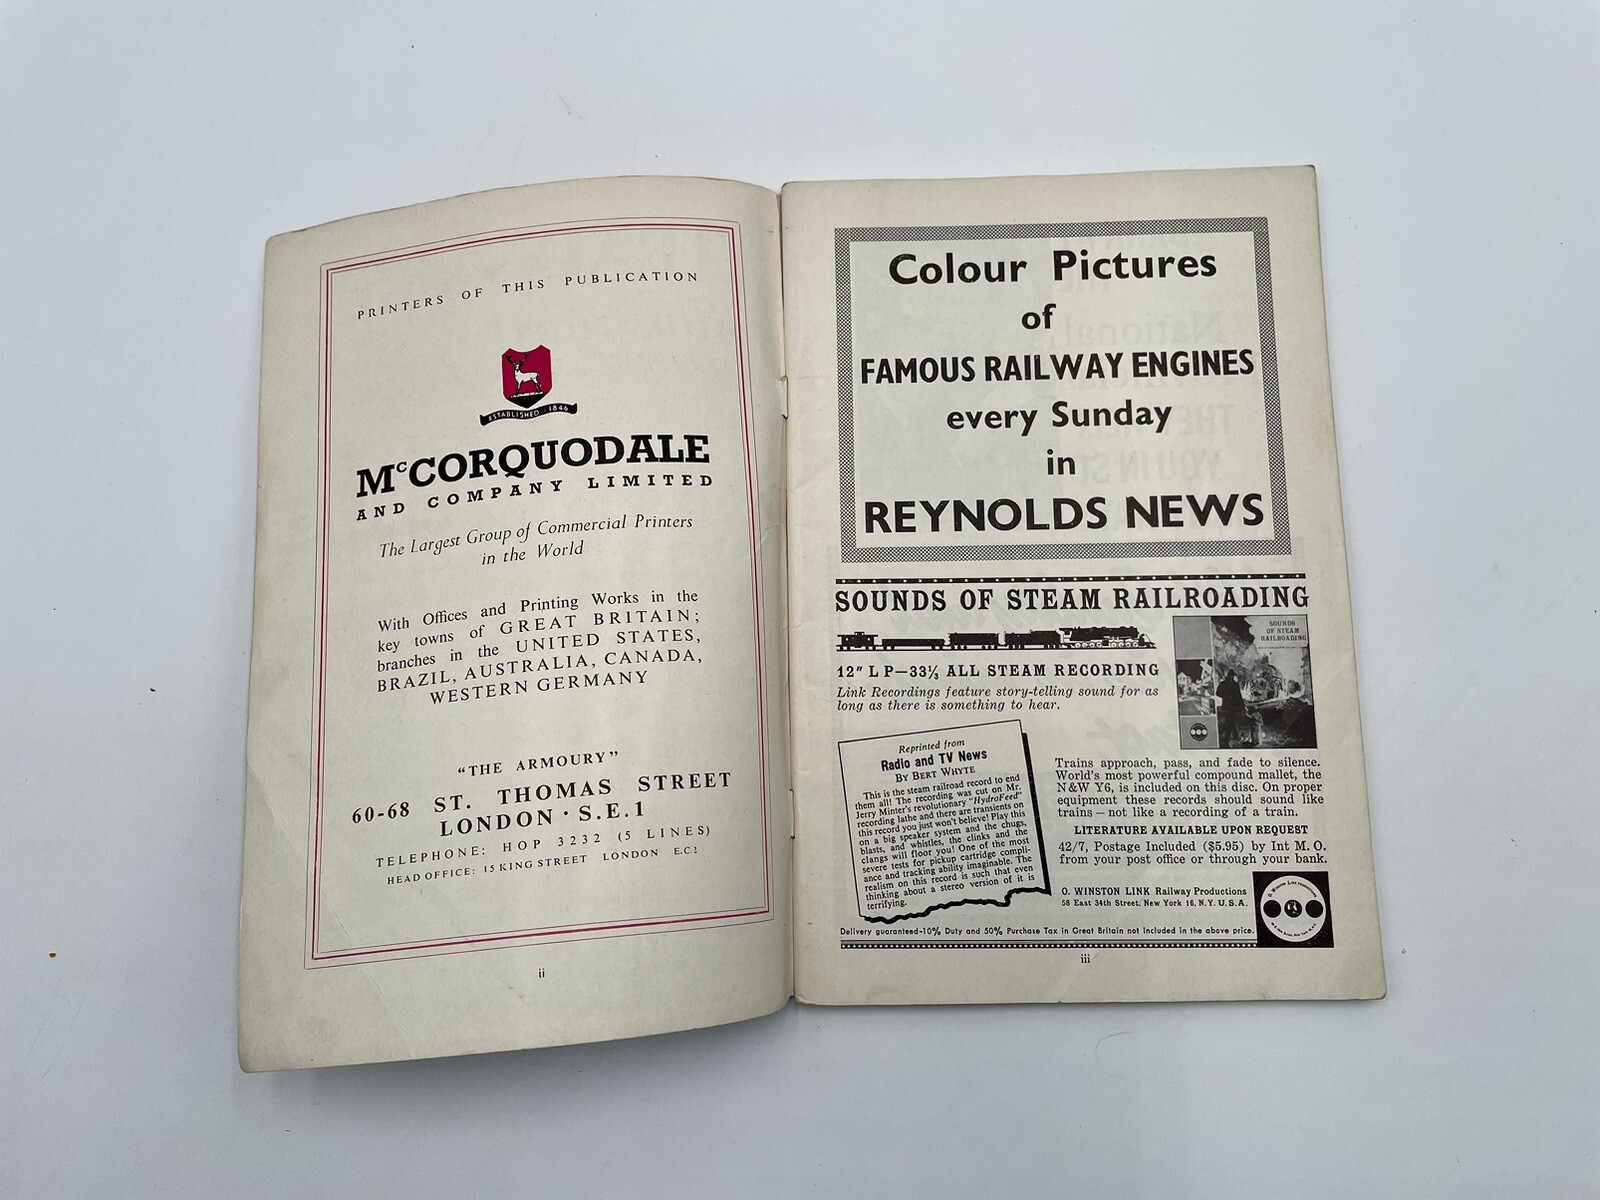 PRINTERS OF THIS PUBLICATION
ESTABLISHED 1846
McCORQUODALE
AND COMPANY LIMITED
The Largest Group of Commercial Printers
in the World
With Offices and Printing Works in the
key towns of GREAT BRITAIN;
branches in the UNITED STATES,
BRAZIL, AUSTRALIA, CANADA,
WESTERN GERMANY
"THE ARMOURY"
60-68 ST. THOMAS STREET
LONDON · S.E.1
TELEPHONE: HOP 3232 (5 LINES)
HEAD OFFICE: 15 KING STREET LONDON E.C.2
ii
Colour Pictures
of
FAMOUS RAILWAY ENGINES
every Sunday
in
REYNOLDS NEWS
SOUNDS OF STEAM RAILROADING
12" LP—33⅓ ALL STEAM RECORDING
Link Recordings feature story-telling sound for as
long as there is something to hear.
SOUNDS
OF STEAM
RAILROADING
Reprinted from
Radio and TV News
BY BERT WHYTE
This is the steam railroad record to end
them all! The recording was cut on Mr.
Jerry Minter's revolutionary "HydroFeed"
recording lathe and there are transients on
this record you just won't believe! Play this
on a big speaker system and the chugs,
blasts, and whistles, the clinks and the
clangs will floor you! One of the most
severe tests for pickup cartridge compli-
ance and tracking ability imaginable. The
realism on this record is such that even
thinking about a stereo version of it is
terrifying.
Trains approach, pass, and fade to silence.
World's most powerful compound mallet, the
N&W Y6, is included on this disc. On proper
equipment these records should sound like
trains—not like a recording of a train.
LITERATURE AVAILABLE UPON REQUEST
42/7, Postage Included ($5.95) by Int M. O.
from your post office or through your bank.
O. WINSTON LINK Railway Productions
58 East 34th Street, New York 16, N.Y. U.S.A.
Delivery guaranteed-10% Duty and 50% Purchase Tax in Great Britain not included in the above price.
O. WINSTON LINK PRODUCTIONS
iii